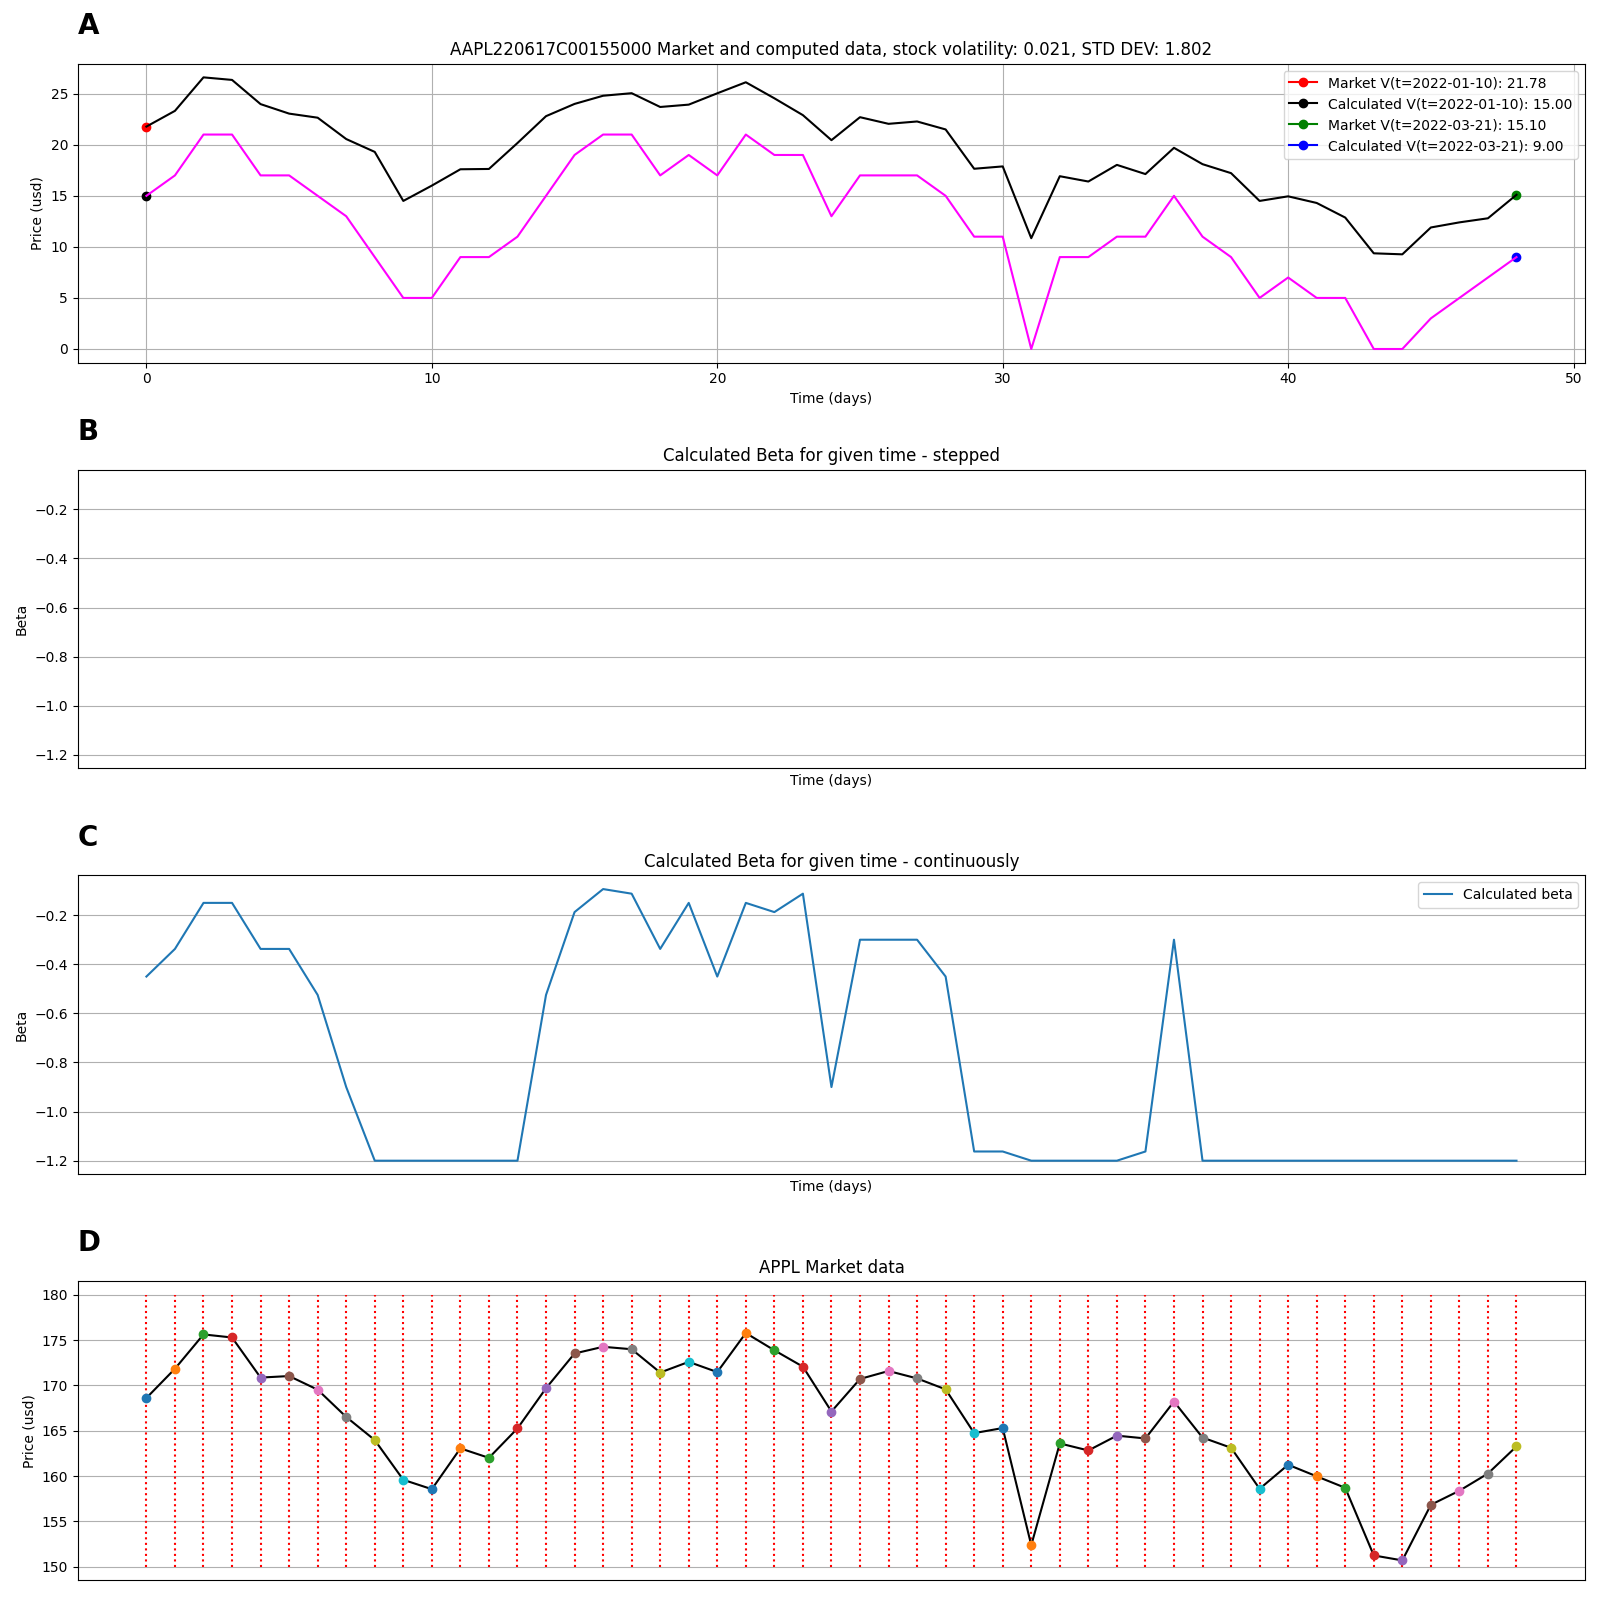 A
AAPL220617C00155000 Market and computed data, stock volatility: 0.021, STD DEV: 1.802
Market V(t=2022-01-10): 21.78
Calculated V(t=2022-01-10): 15.00
Market V(t=2022-03-21): 15.10
Calculated V(t=2022-03-21): 9.00
Price (usd)
25
20
15
10
5
0
0 10 20 30 40 50
Time (days)
B
Calculated Beta for given time - stepped
Beta
−0.2
−0.4
−0.6
−0.8
−1.0
−1.2
Time (days)
C
Calculated Beta for given time - continuously
Calculated beta
Beta
−0.2
−0.4
−0.6
−0.8
−1.0
−1.2
Time (days)
D
APPL Market data
Price (usd)
180
175
170
165
160
155
150